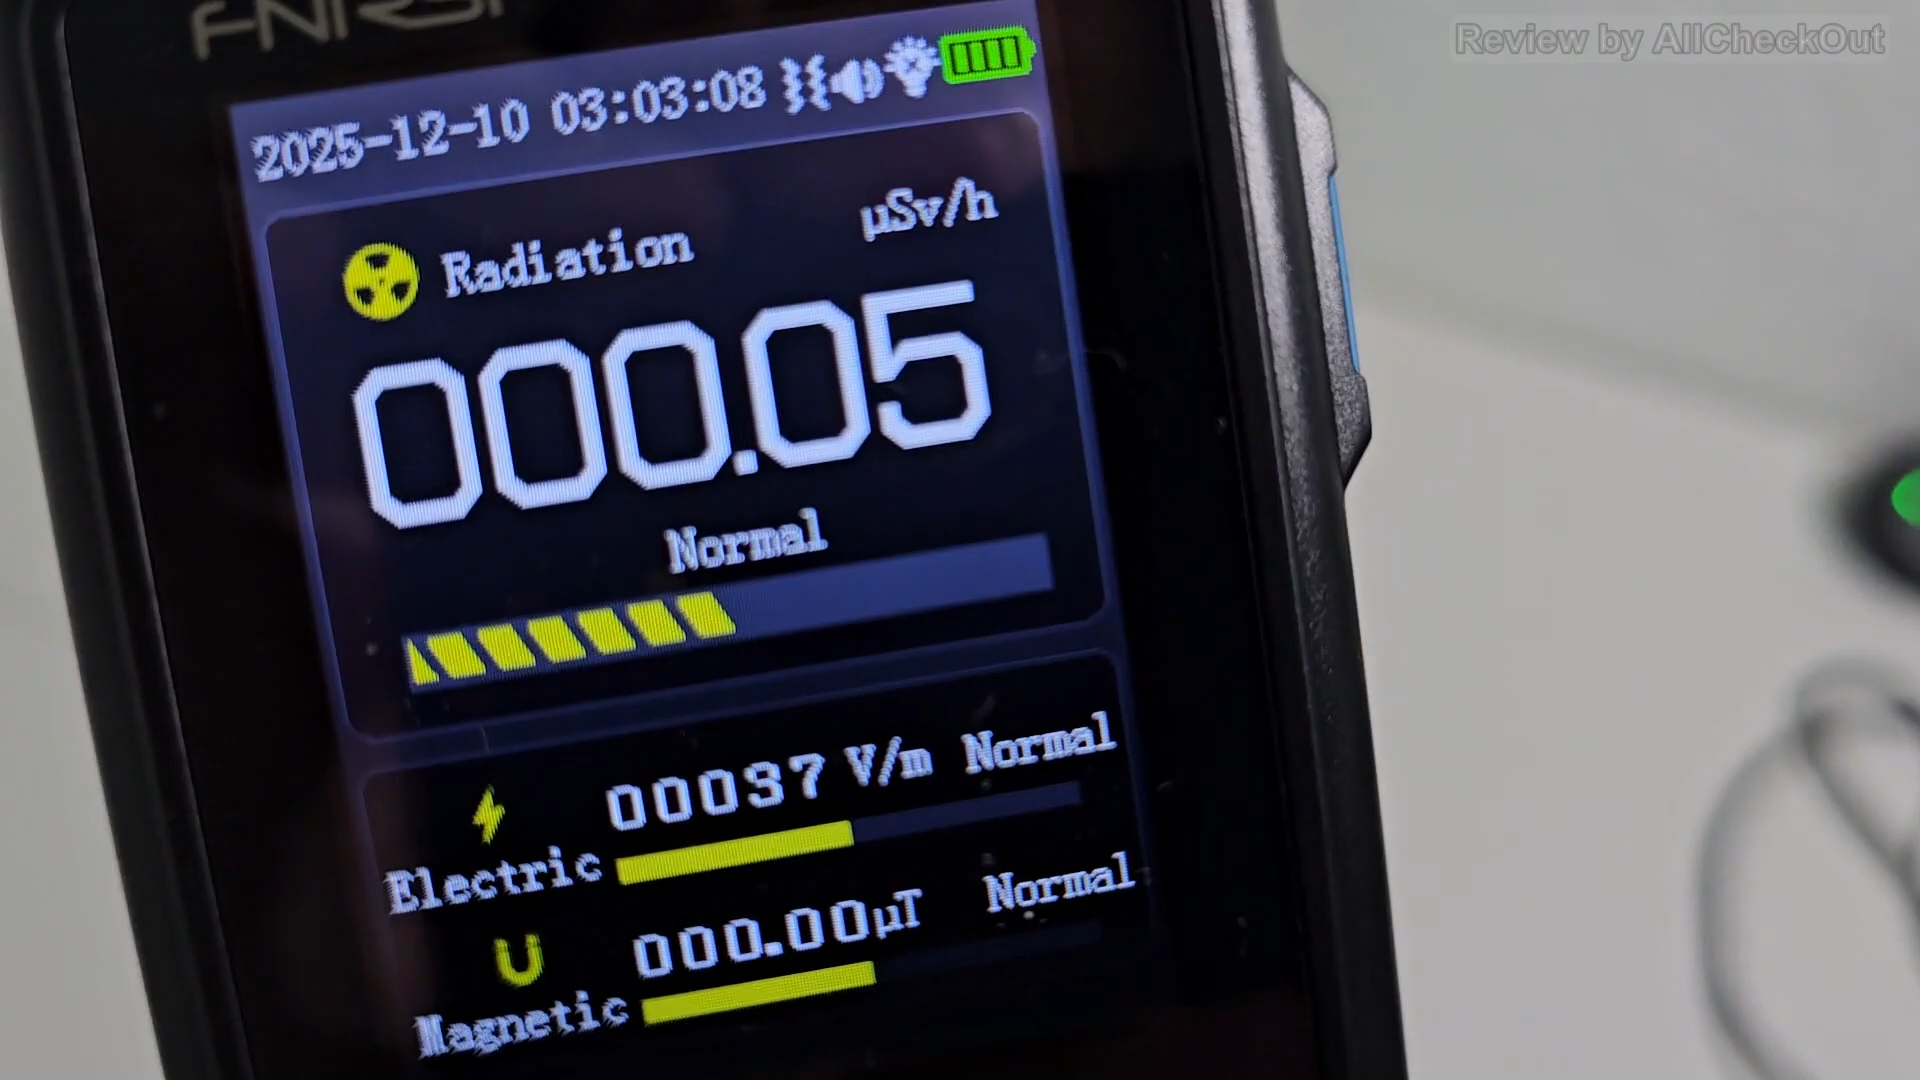 FNIRSI
Review by AllCheckOut
2025-12-10 03:03:08
Radiation
µSv/h
000.05
Normal
00037 V/m Normal
Electric
000.00µT Normal
Magnetic